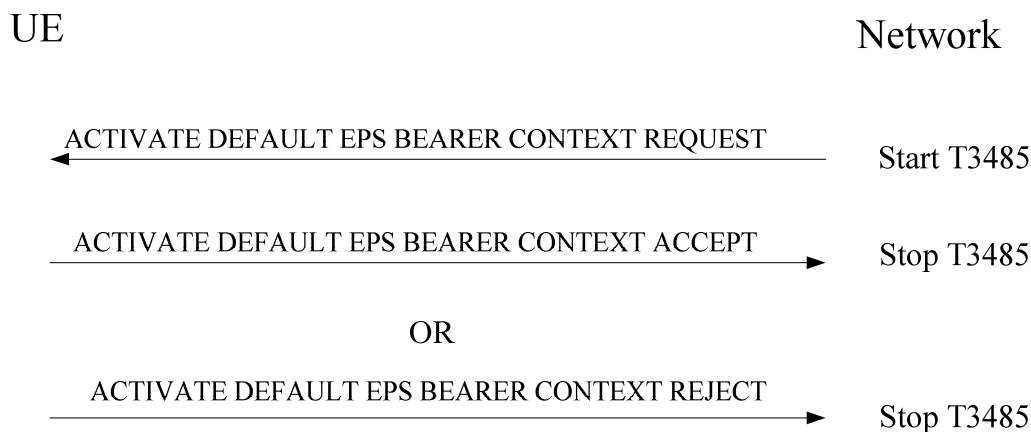 UE
Network
ACTIVATE DEFAULT EPS BEARER CONTEXT REQUEST
Start T3485
ACTIVATE DEFAULT EPS BEARER CONTEXT ACCEPT
Stop T3485
OR
ACTIVATE DEFAULT EPS BEARER CONTEXT REJECT
Stop T3485